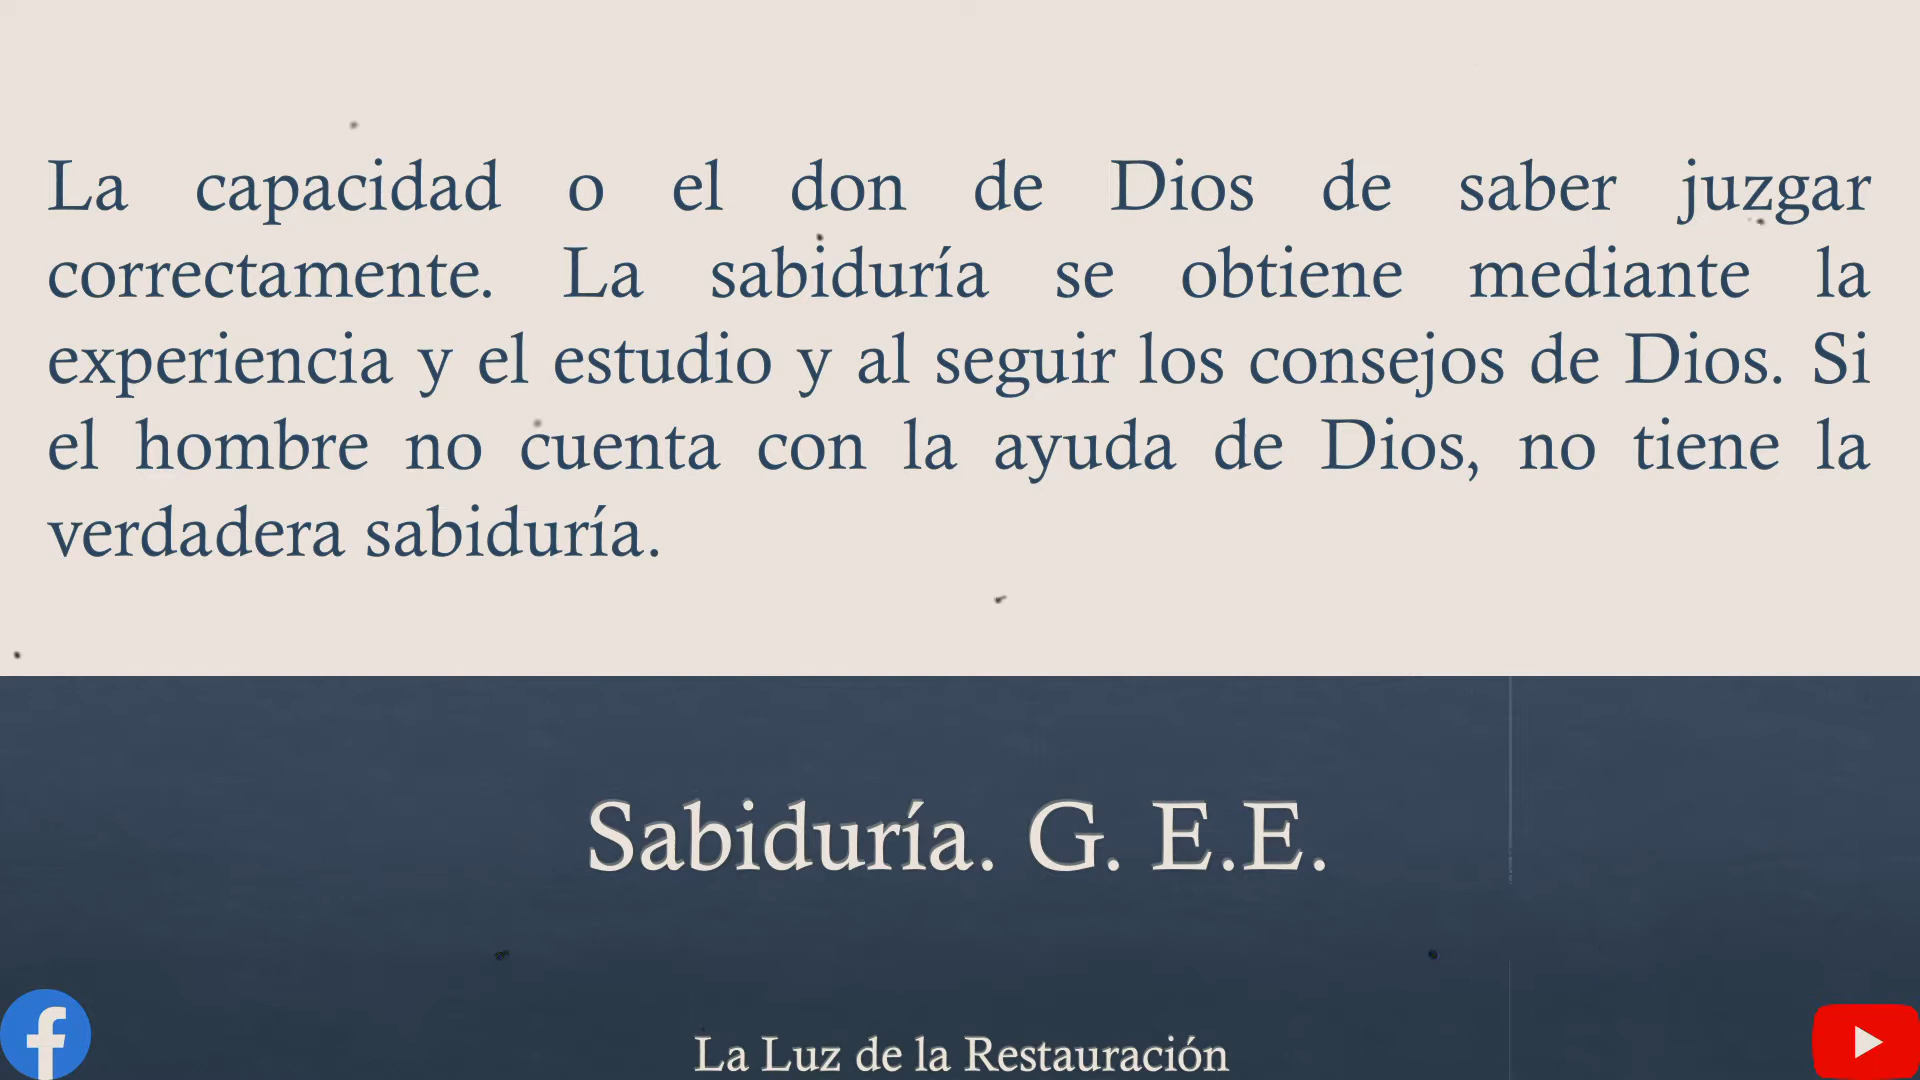 La capacidad o el don de Dios de saber juzgar
correctamente. La sabiduría se obtiene mediante la
experiencia y el estudio y al seguir los consejos de Dios. Si
el hombre no cuenta con la ayuda de Dios, no tiene la
verdadera sabiduría.
Sabiduría. G. E.E.
La Luz de la Restauración